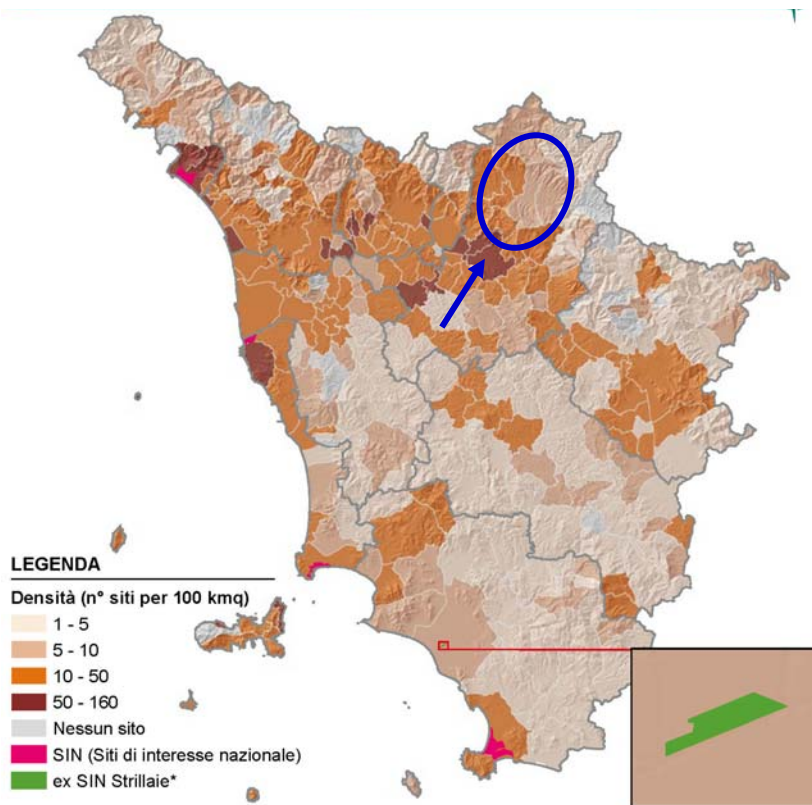 LEGENDA
Densità (n° siti per 100 kmq)
1 - 5
5 - 10
10 - 50
50 - 160
Nessun sito
SIN (Siti di interesse nazionale)
ex SIN Strillaie*